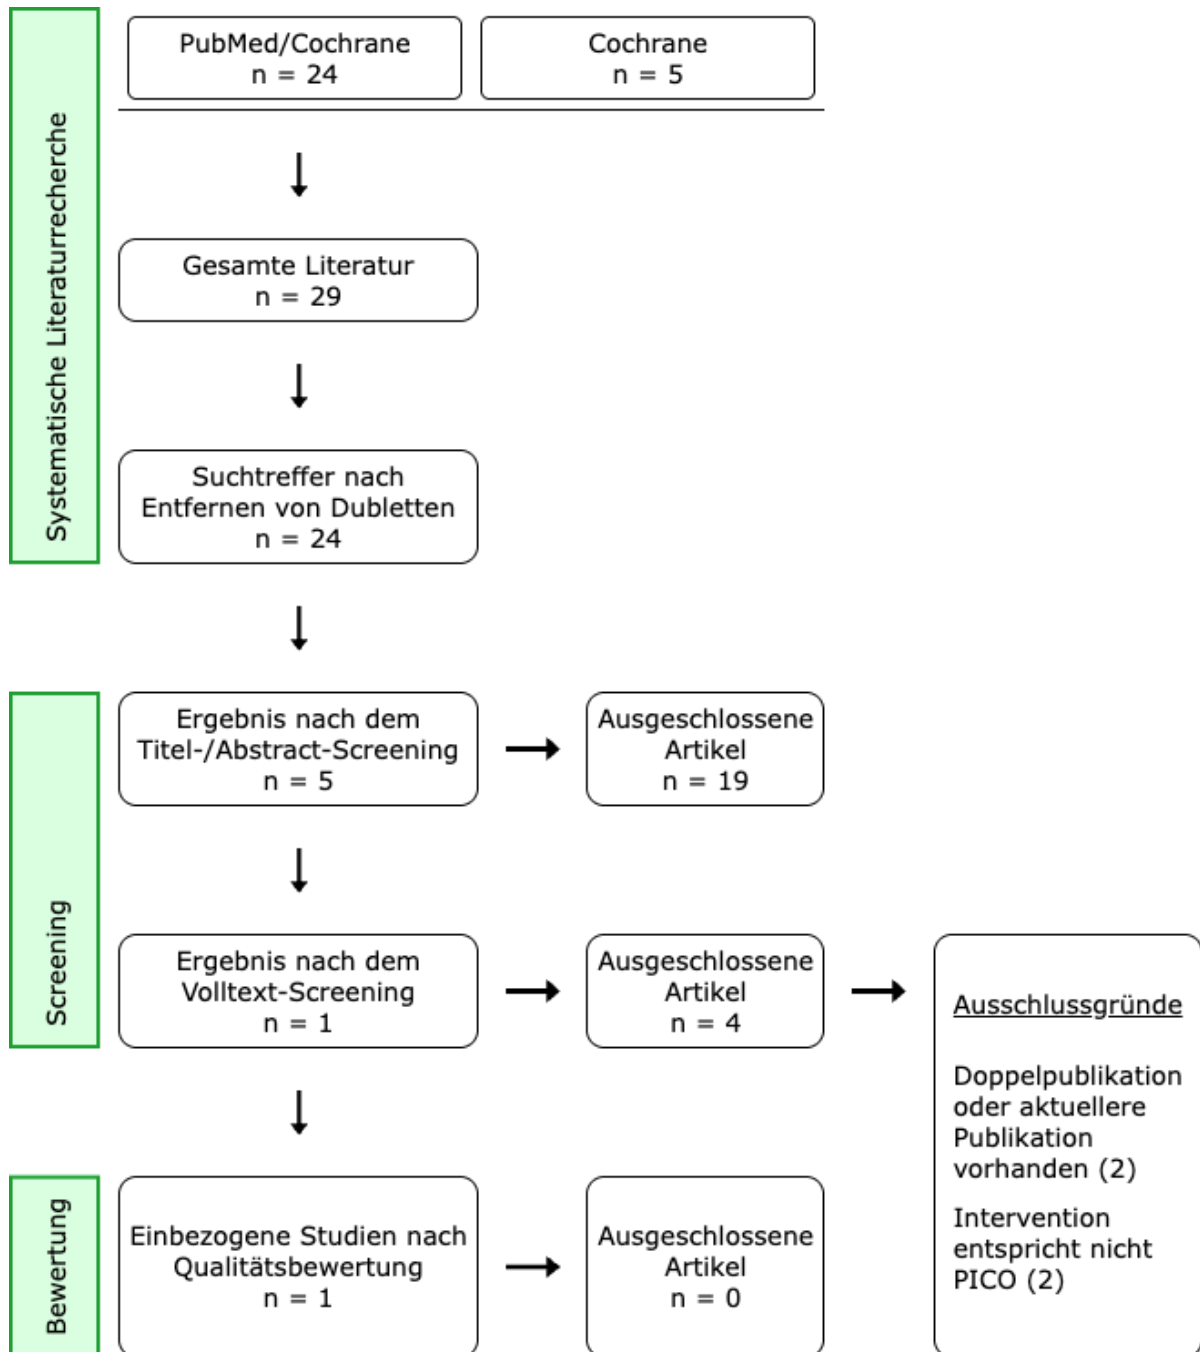 Systematische Literaturrecherche
PubMed/Cochrane
n = 24
Cochrane
n = 5
Gesamte Literatur
n = 29
Suchtreffer nach
Entfernen von Dubletten
n = 24
Screening
Ergebnis nach dem
Titel-/Abstract-Screening
n = 5
Ausgeschlossene
Artikel
n = 19
Ergebnis nach dem
Volltext-Screening
n = 1
Ausgeschlossene
Artikel
n = 4
Ausschlussgründe
Doppelpublikation
oder aktuellere
Publikation
vorhanden (2)
Intervention
entspricht nicht
PICO (2)
Bewertung
Einbezogene Studien nach
Qualitätsbewertung
n = 1
Ausgeschlossene
Artikel
n = 0